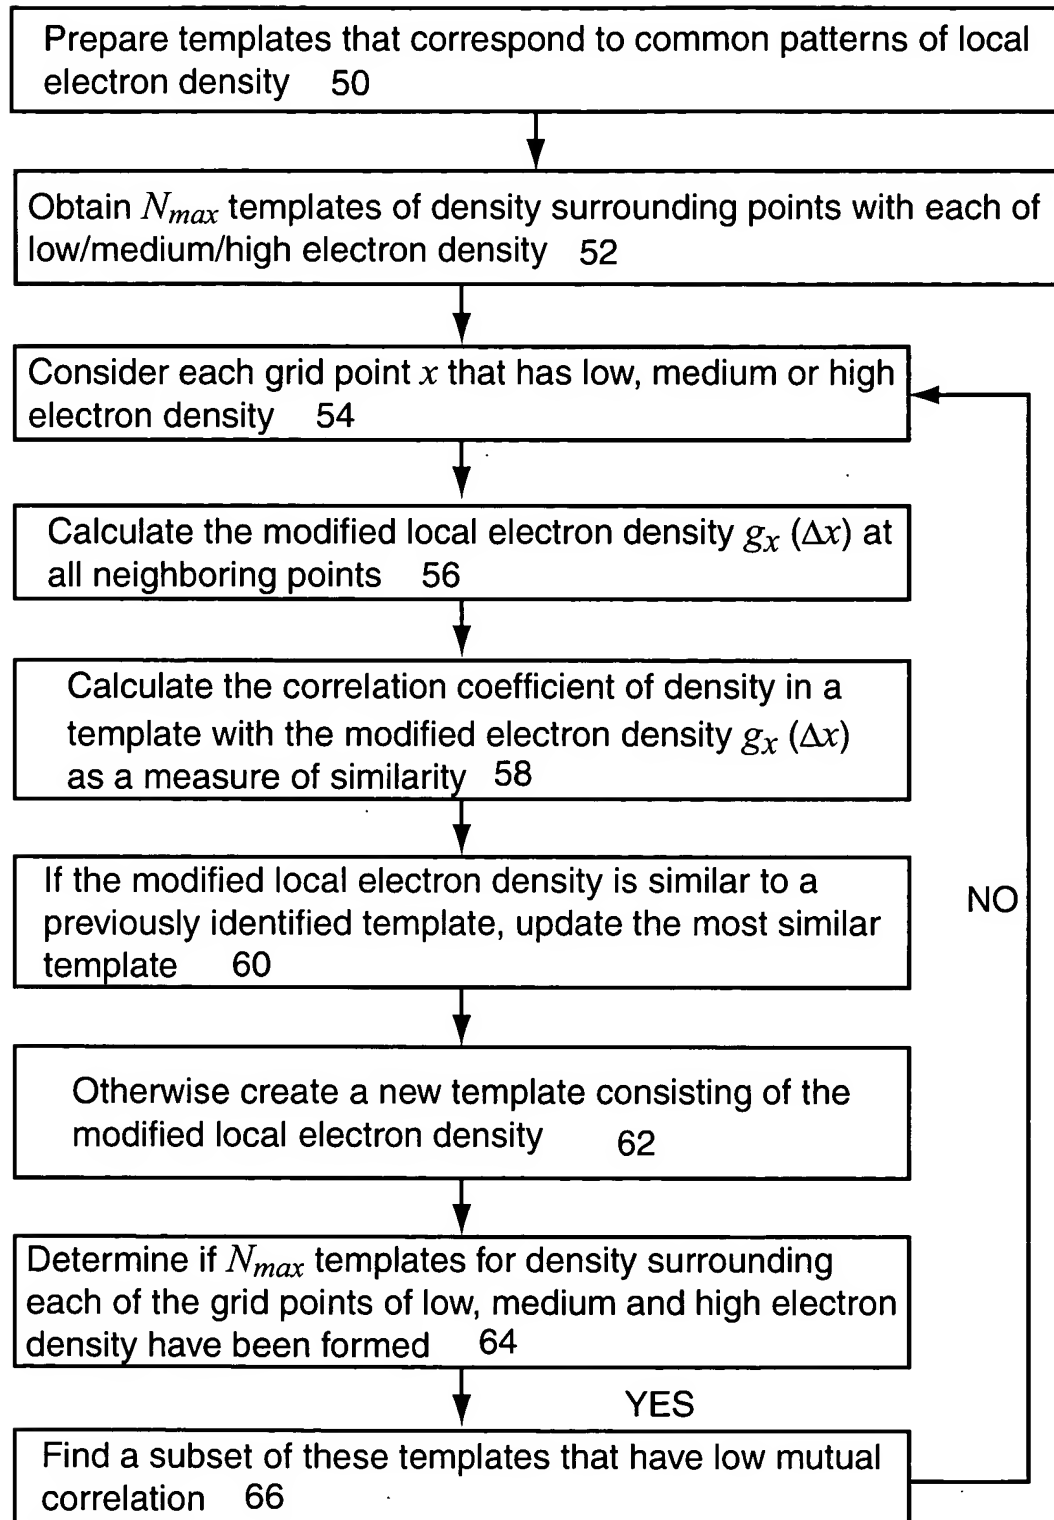 Prepare templates that correspond to common patterns of local
electron density 50
Obtain N_max templates of density surrounding points with each of
low/medium/high electron density 52
Consider each grid point x that has low, medium or high
electron density 54
Calculate the modified local electron density g_x (Δx) at
all neighboring points 56
Calculate the correlation coefficient of density in a
template with the modified electron density g_x (Δx)
as a measure of similarity 58
If the modified local electron density is similar to a
previously identified template, update the most similar
template 60
NO
Otherwise create a new template consisting of the
modified local electron density 62
Determine if N_max templates for density surrounding
each of the grid points of low, medium and high electron
density have been formed 64
YES
Find a subset of these templates that have low mutual
correlation 66